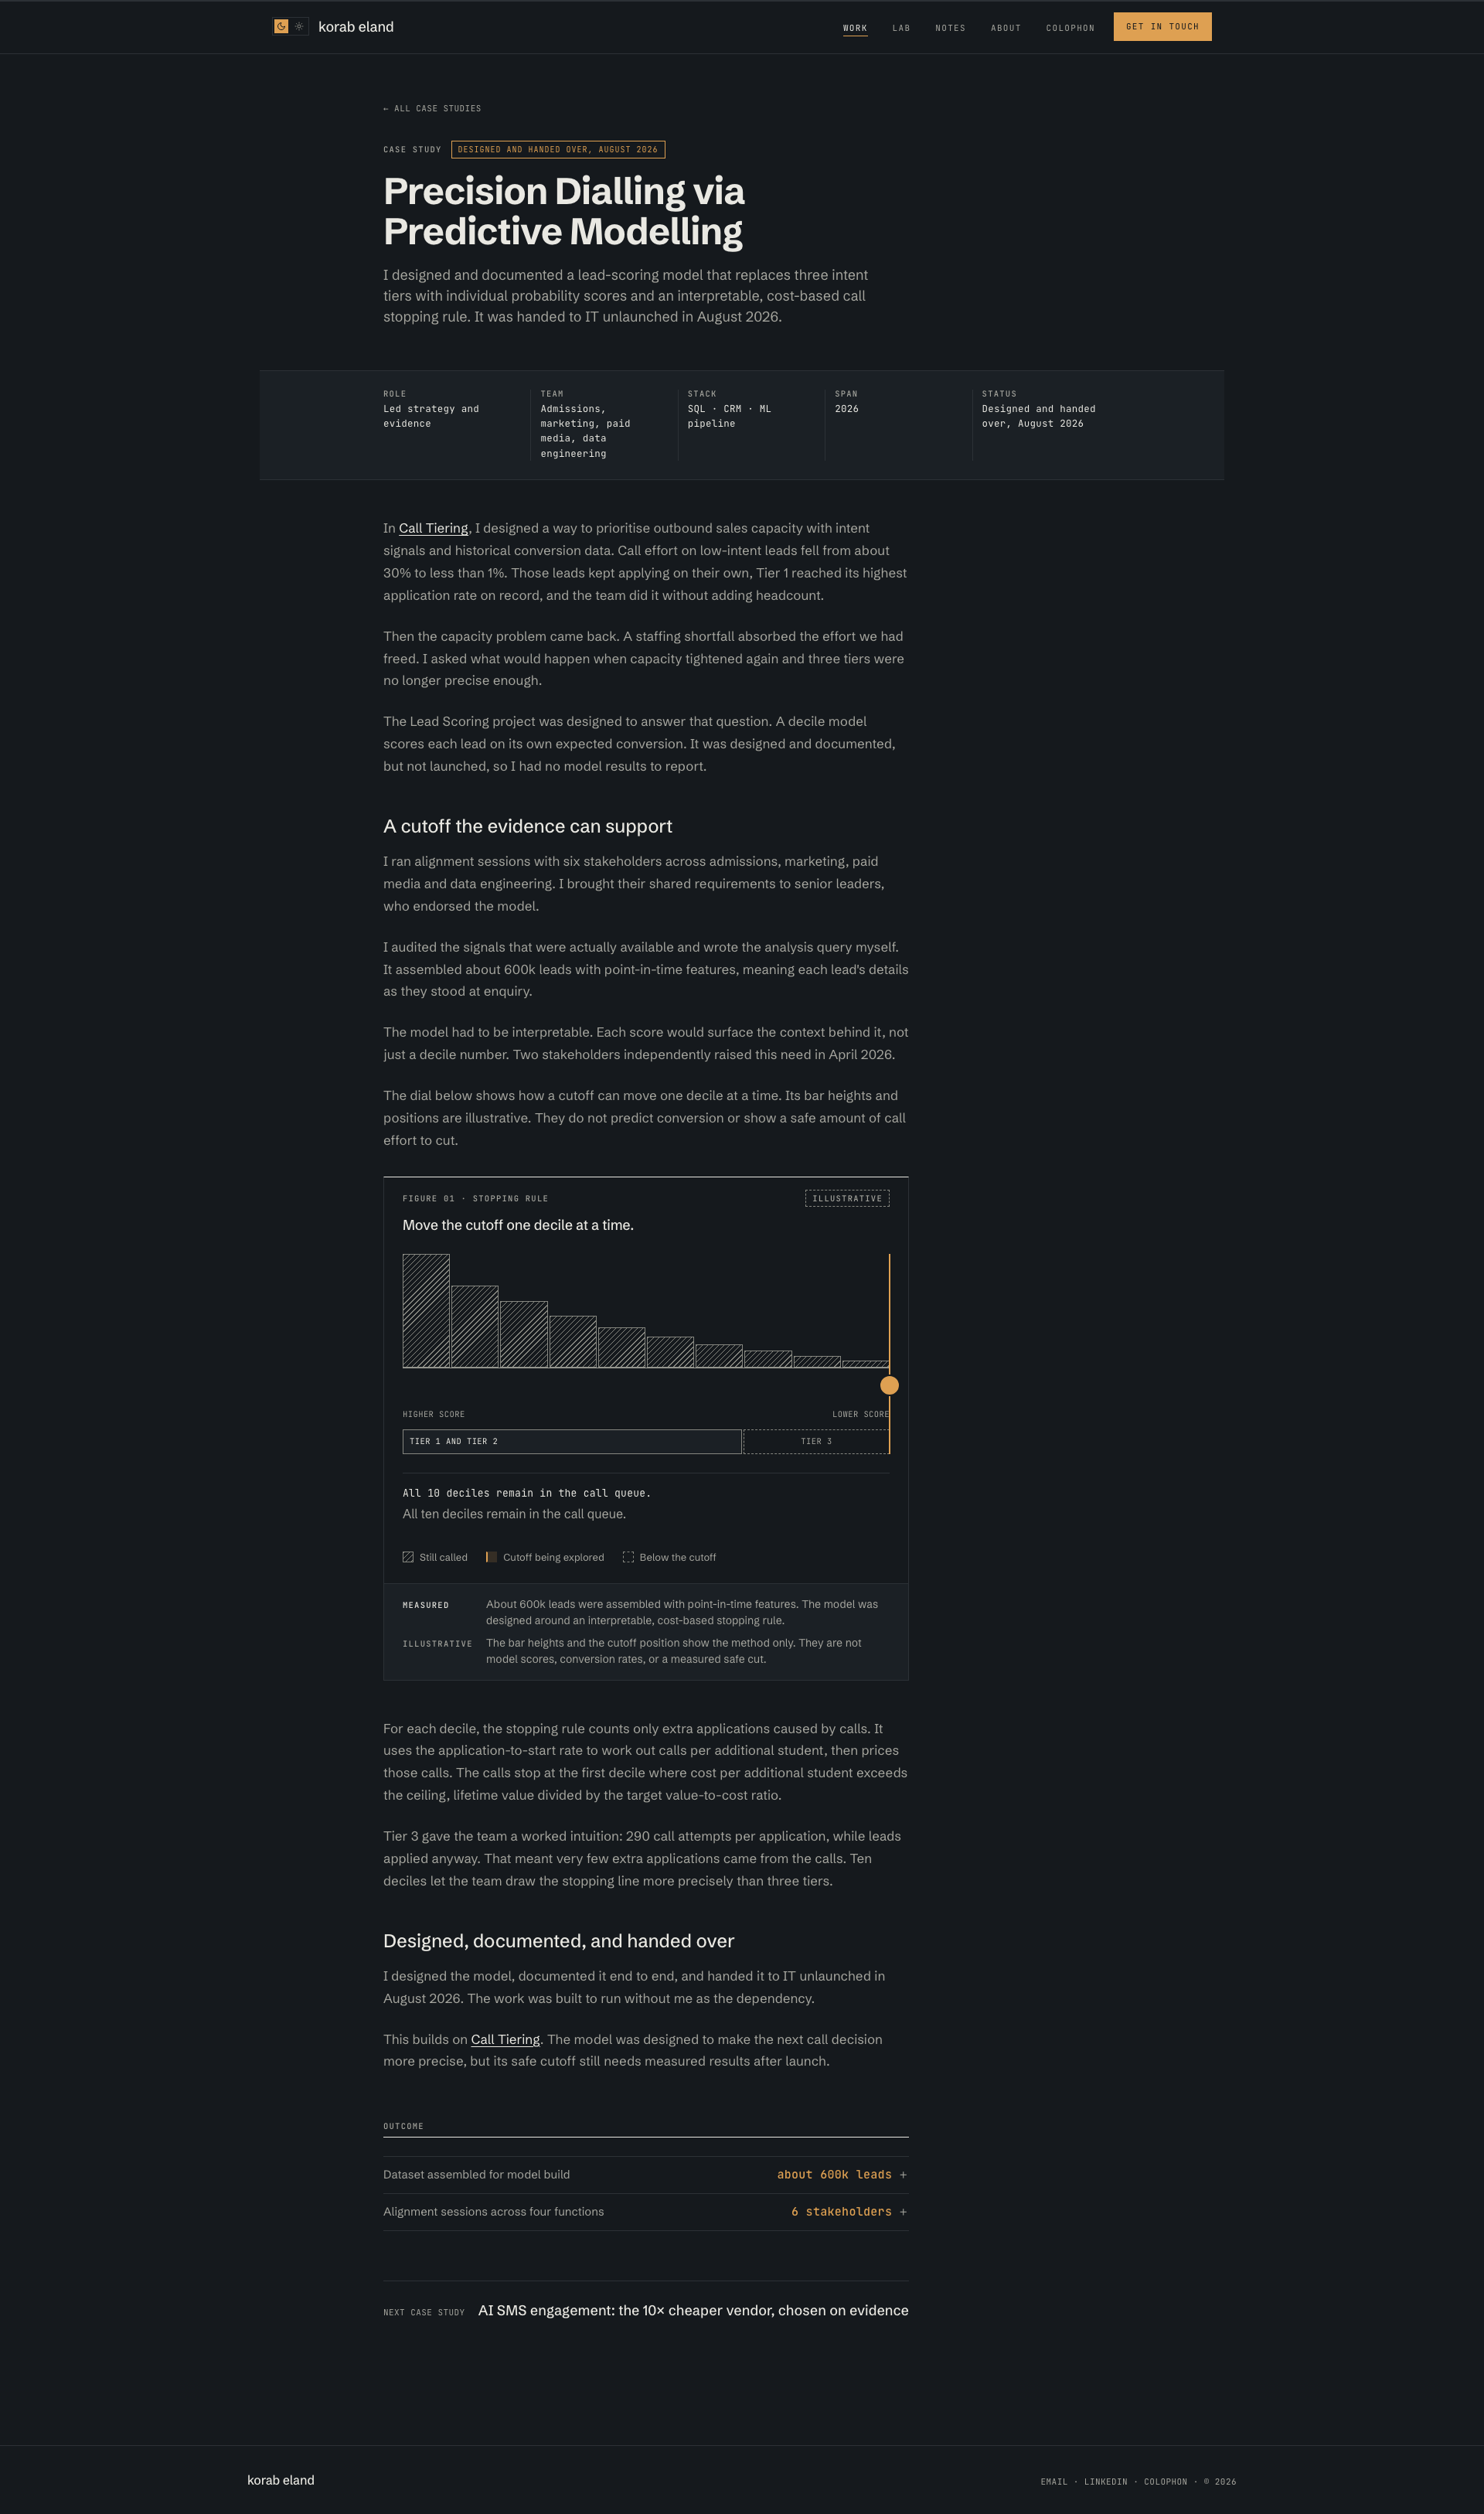 korab eland
WORK
LAB
NOTES
ABOUT
COLOPHON
GET IN TOUCH
← ALL CASE STUDIES
CASE STUDY
DESIGNED AND HANDED OVER, AUGUST 2026
Precision Dialling via
Predictive Modelling
I designed and documented a lead-scoring model that replaces three intent
tiers with individual probability scores and an interpretable, cost-based call
stopping rule. It was handed to IT unlaunched in August 2026.
ROLE
Led strategy and
evidence
TEAM
Admissions,
marketing, paid
media, data
engineering
STACK
SQL · CRM · ML
pipeline
SPAN
2026
STATUS
Designed and handed
over, August 2026
In Call Tiering, I designed a way to prioritise outbound sales capacity with intent
signals and historical conversion data. Call effort on low-intent leads fell from about
30% to less than 1%. Those leads kept applying on their own, Tier 1 reached its highest
application rate on record, and the team did it without adding headcount.
Then the capacity problem came back. A staffing shortfall absorbed the effort we had
freed. I asked what would happen when capacity tightened again and three tiers were
no longer precise enough.
The Lead Scoring project was designed to answer that question. A decile model
scores each lead on its own expected conversion. It was designed and documented,
but not launched, so I had no model results to report.
A cutoff the evidence can support
I ran alignment sessions with six stakeholders across admissions, marketing, paid
media and data engineering. I brought their shared requirements to senior leaders,
who endorsed the model.
I audited the signals that were actually available and wrote the analysis query myself.
It assembled about 600k leads with point-in-time features, meaning each lead's details
as they stood at enquiry.
The model had to be interpretable. Each score would surface the context behind it, not
just a decile number. Two stakeholders independently raised this need in April 2026.
The dial below shows how a cutoff can move one decile at a time. Its bar heights and
positions are illustrative. They do not predict conversion or show a safe amount of call
effort to cut.
FIGURE 01 · STOPPING RULE
ILLUSTRATIVE
Move the cutoff one decile at a time.
HIGHER SCORE
LOWER SCORE
TIER 1 AND TIER 2
TIER 3
All 10 deciles remain in the call queue.
All ten deciles remain in the call queue.
Still called
Cutoff being explored
Below the cutoff
MEASURED
About 600k leads were assembled with point-in-time features. The model was
designed around an interpretable, cost-based stopping rule.
ILLUSTRATIVE
The bar heights and the cutoff position show the method only. They are not
model scores, conversion rates, or a measured safe cut.
For each decile, the stopping rule counts only extra applications caused by calls. It
uses the application-to-start rate to work out calls per additional student, then prices
those calls. The calls stop at the first decile where cost per additional student exceeds
the ceiling, lifetime value divided by the target value-to-cost ratio.
Tier 3 gave the team a worked intuition: 290 call attempts per application, while leads
applied anyway. That meant very few extra applications came from the calls. Ten
deciles let the team draw the stopping line more precisely than three tiers.
Designed, documented, and handed over
I designed the model, documented it end to end, and handed it to IT unlaunched in
August 2026. The work was built to run without me as the dependency.
This builds on Call Tiering. The model was designed to make the next call decision
more precise, but its safe cutoff still needs measured results after launch.
OUTCOME
Dataset assembled for model build
about 600k leads +
Alignment sessions across four functions
6 stakeholders +
NEXT CASE STUDY
AI SMS engagement: the 10× cheaper vendor, chosen on evidence
korab eland
EMAIL · LINKEDIN · COLOPHON · © 2026